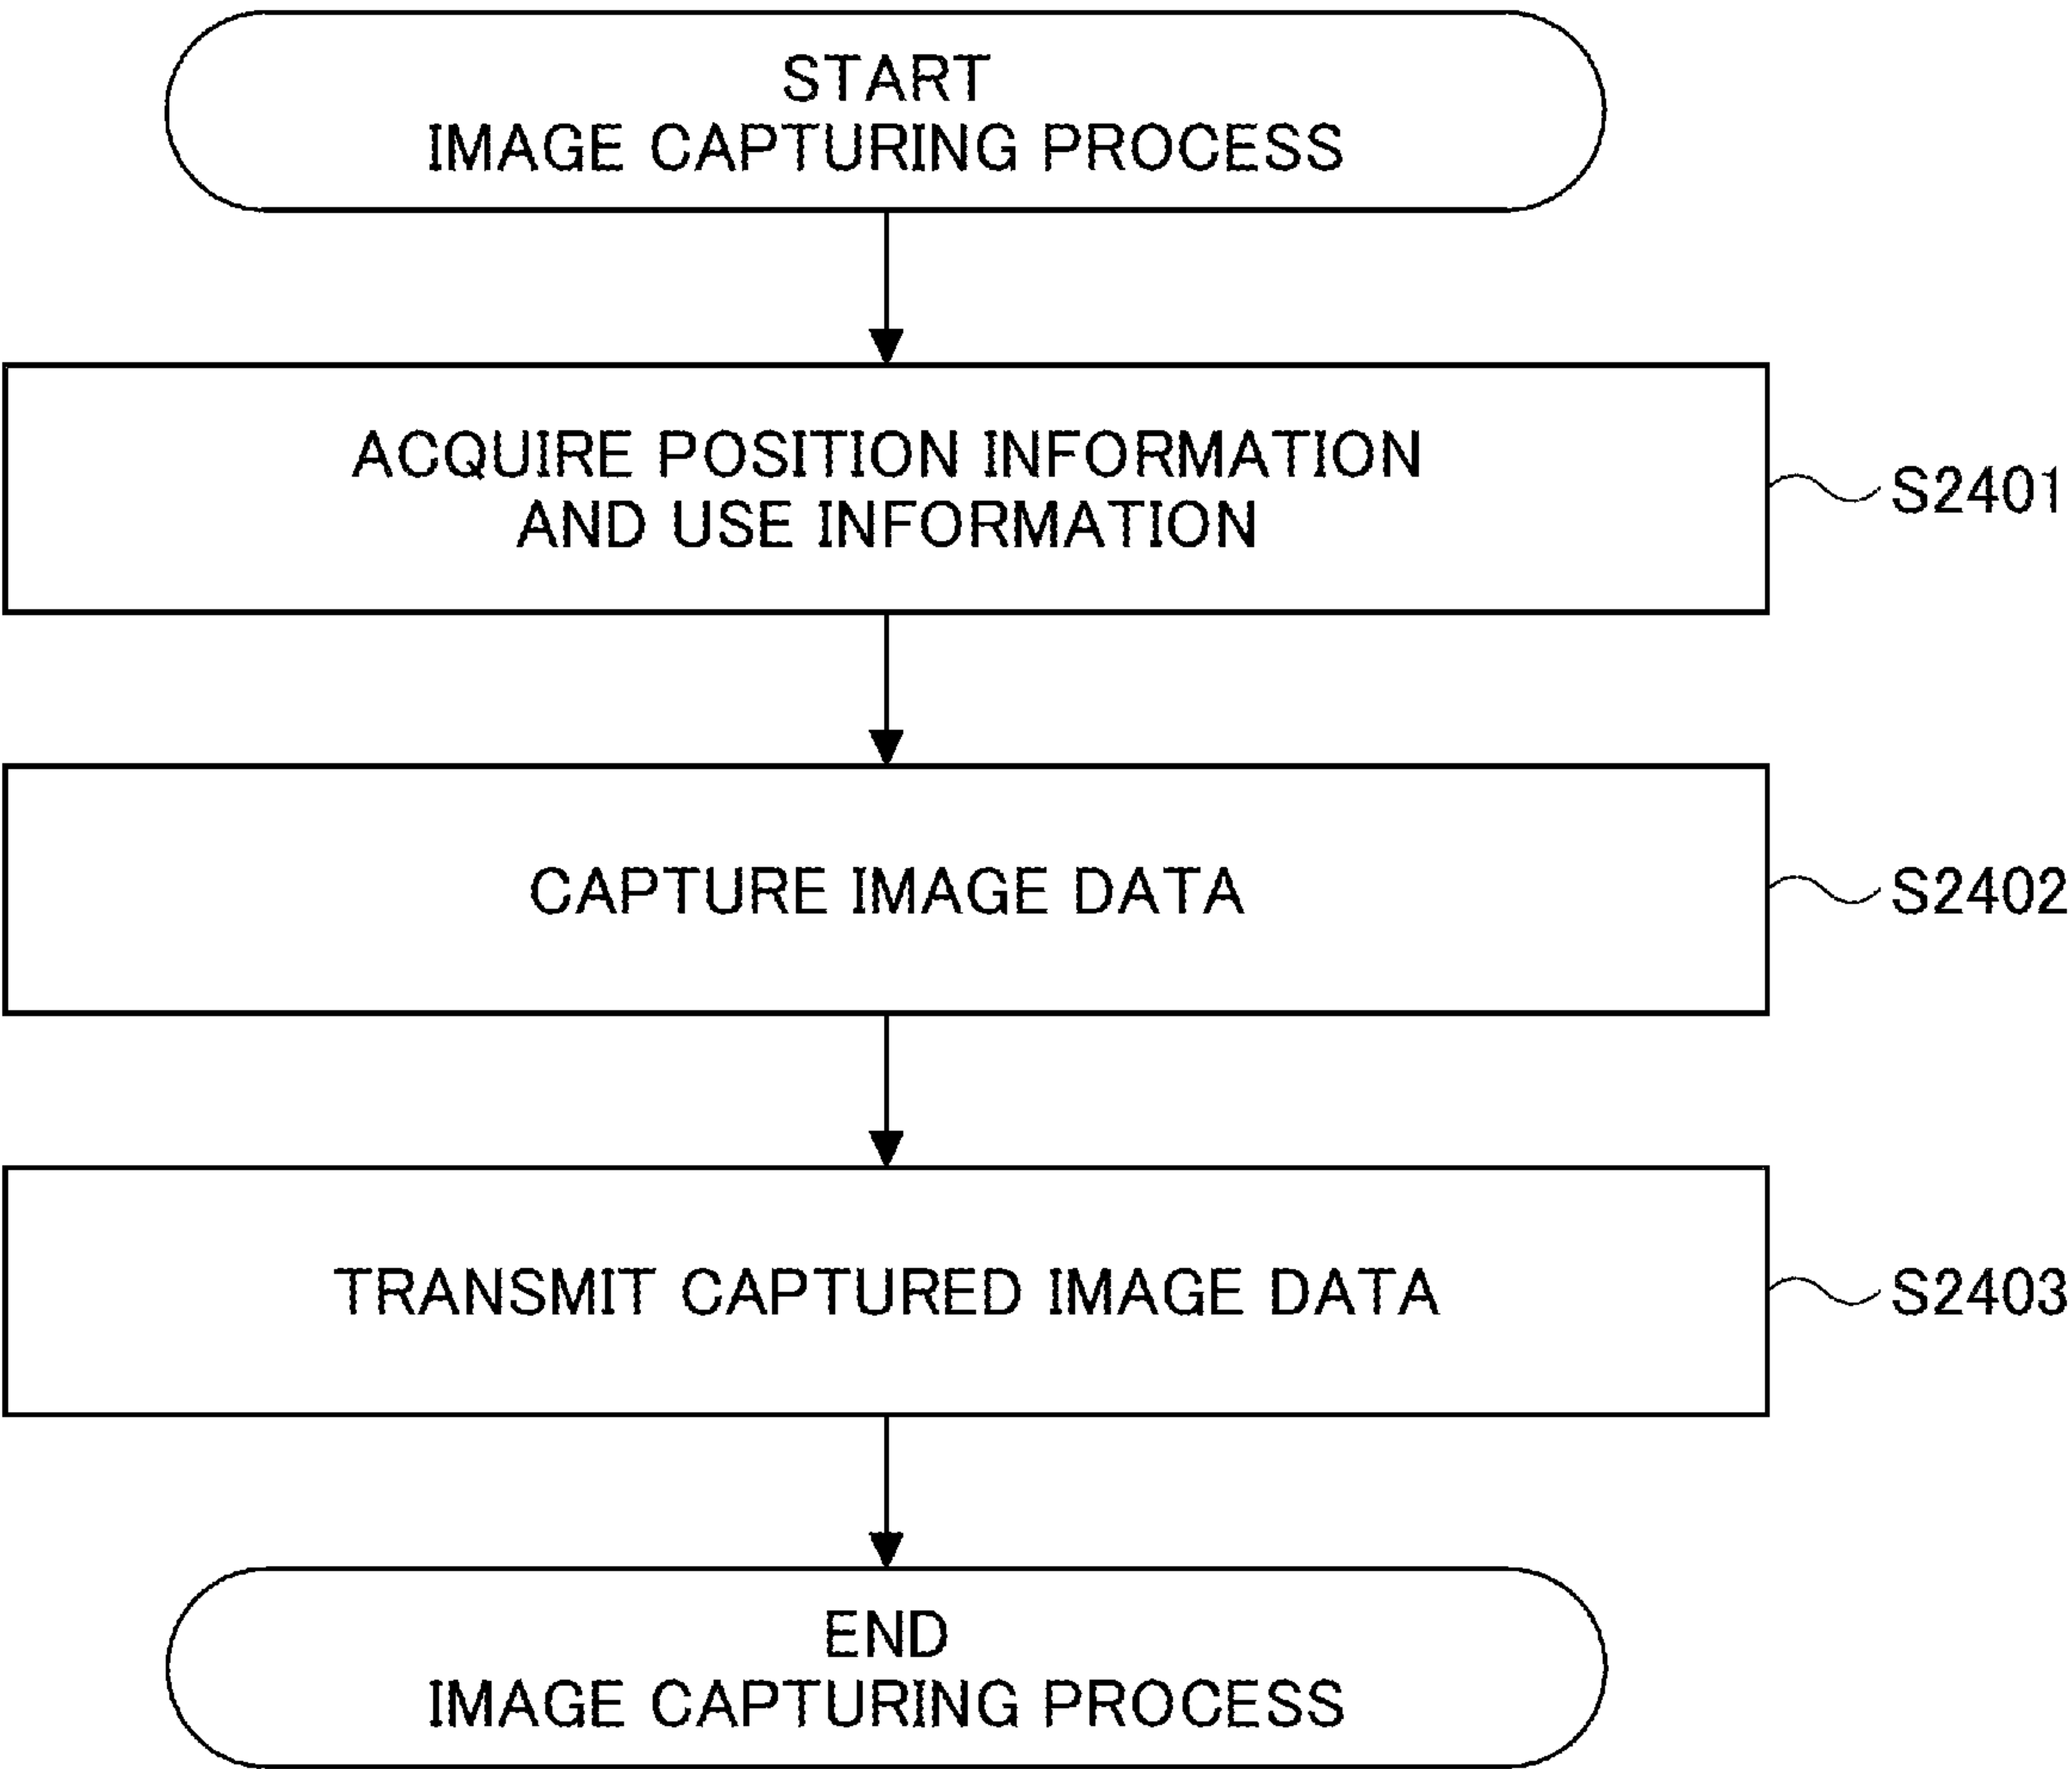 START
IMAGE CAPTURING PROCESS
ACQUIRE POSITION INFORMATION
AND USE INFORMATION
S2401
CAPTURE IMAGE DATA
S2402
TRANSMIT CAPTURED IMAGE DATA
S2403
END
IMAGE CAPTURING PROCESS